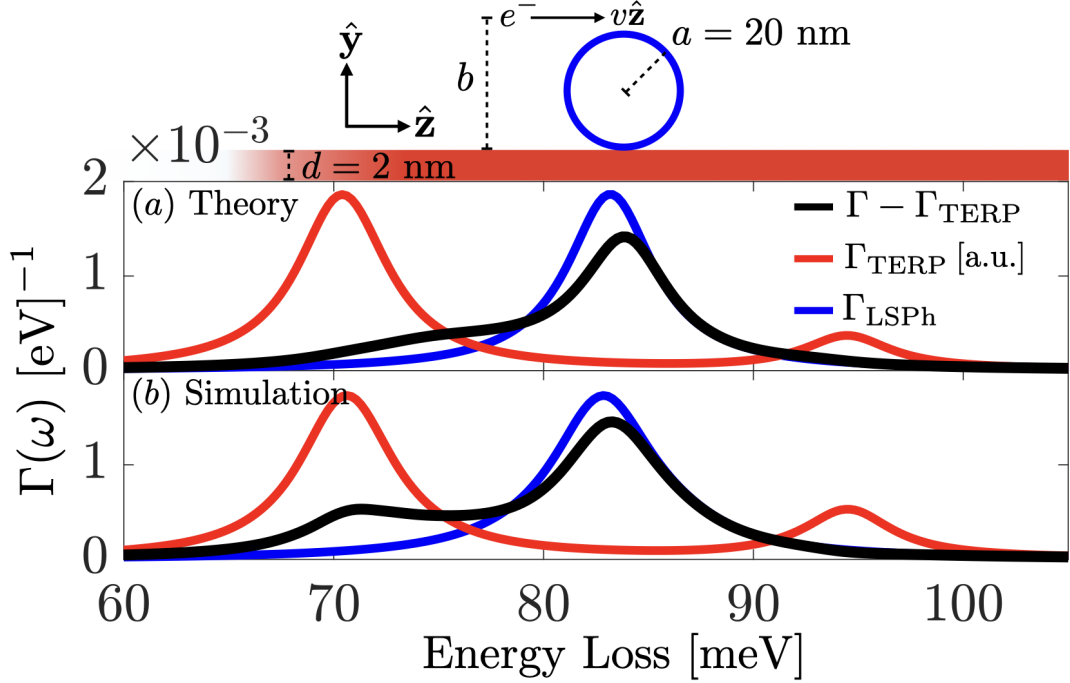 e⁻ → vẑ
a = 20 nm
ŷ
b
ẑ
×10⁻³
d = 2 nm
(a) Theory
Γ − Γ_TERP
Γ_TERP [a.u.]
Γ_LSPh
2
1
0
(b) Simulation
1
0
Γ(ω) [eV]⁻¹
60 70 80 90 100
Energy Loss [meV]